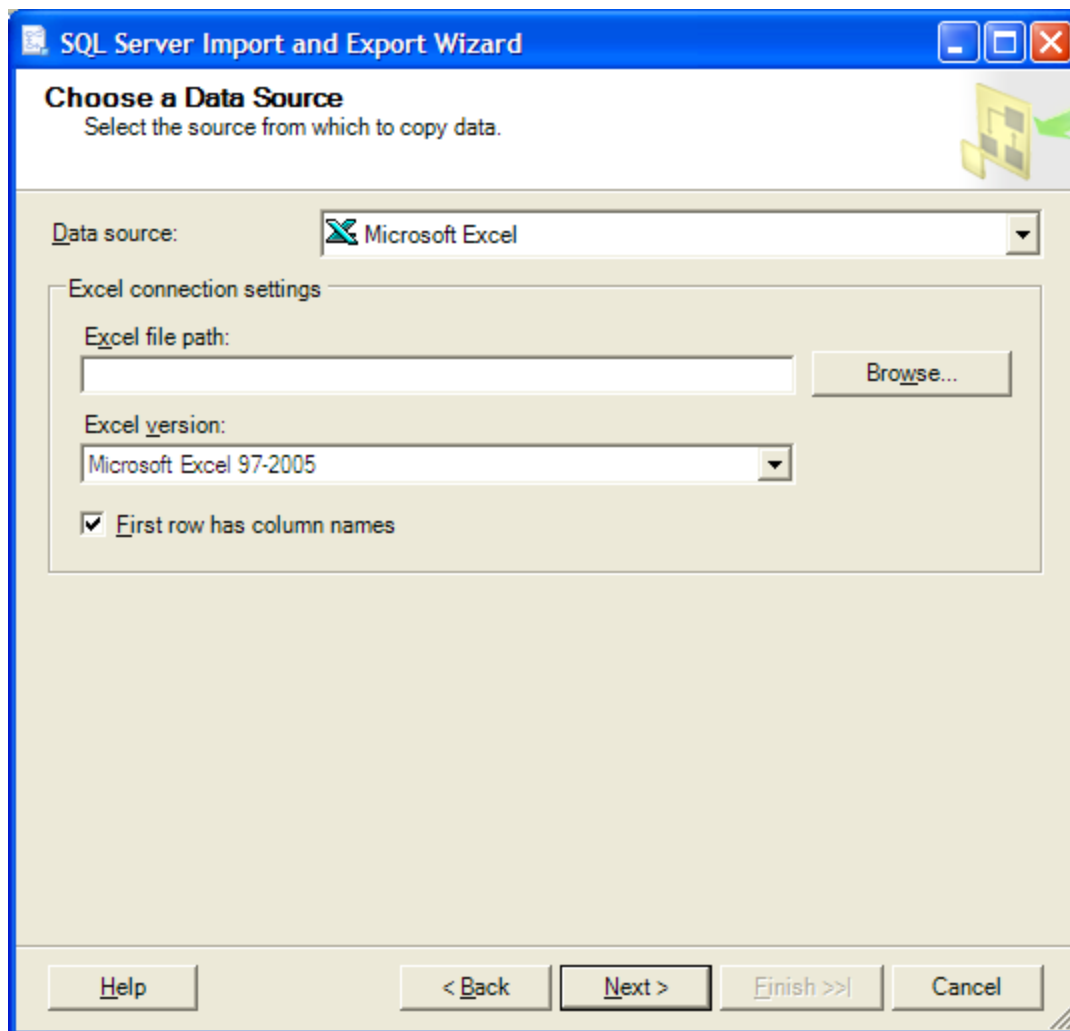 SQL Server Import and Export Wizard
Choose a Data Source
Select the source from which to copy data.
Data source:
Microsoft Excel
Excel connection settings
Excel file path:
Browse...
Excel version:
Microsoft Excel 97-2005
First row has column names
Help
< Back
Next >
Finish >>|
Cancel